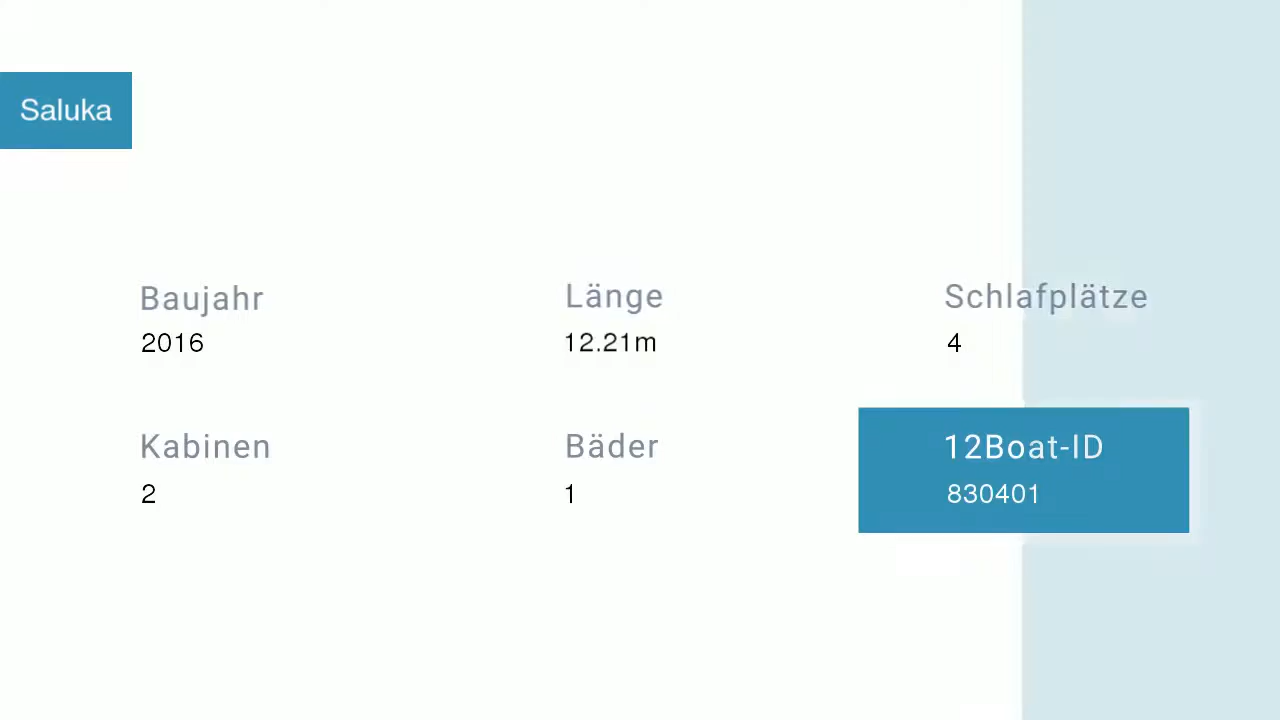 Saluka
Baujahr
2016
Länge
12.21m
Schlafplätze
4
Kabinen
2
Bäder
1
12Boat-ID
830401